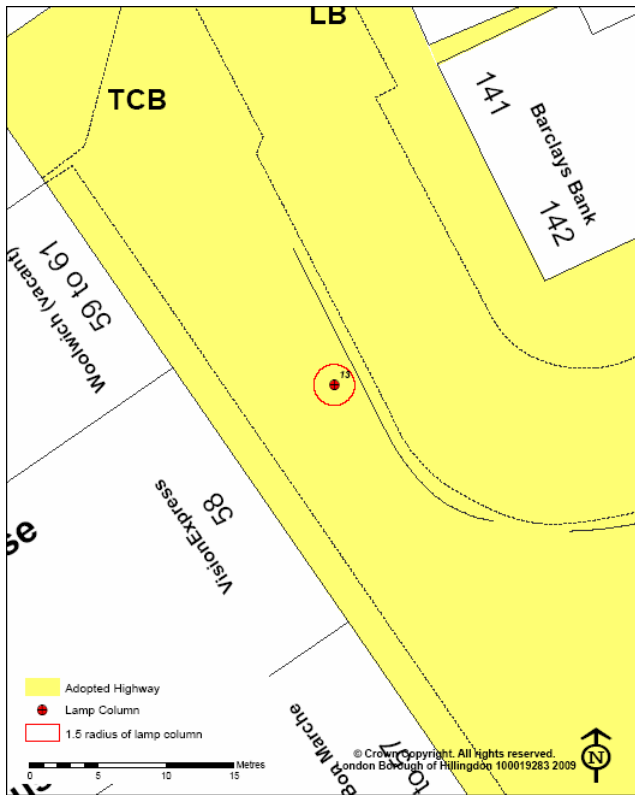 LB
TCB
141
Barclays Bank
142
59 to 61
Woolwich (vacant)
13
58
VisionExpress
se
Bon Marche
to 57
Adopted Highway
Lamp Column
1.5 radius of lamp column
0 5 10 15 Metres
© Crown Copyright. All rights reserved.
London Borough of Hillingdon 100019283 2009
N